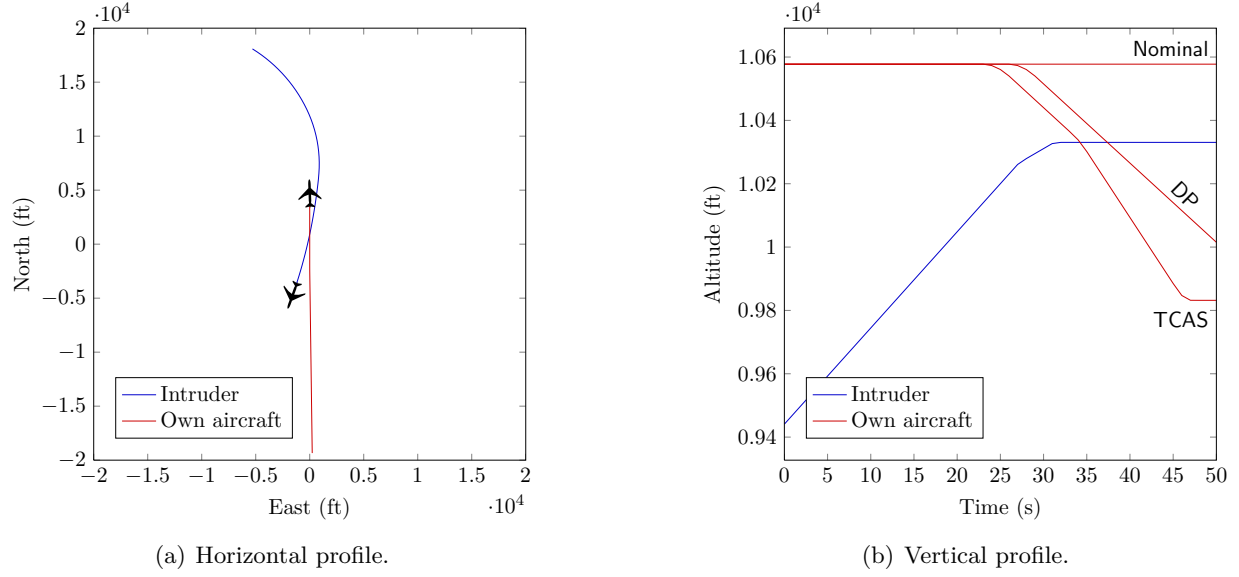 ·10^4
2
1.5
1
0.5
0
−0.5
−1
−1.5
−2
North (ft)
Intruder
Own aircraft
−2 −1.5 −1 −0.5 0 0.5 1 1.5 2
·10^4
East (ft)
(a) Horizontal profile.
·10^4
1.06
1.04
1.02
1
0.98
0.96
0.94
Altitude (ft)
Nominal
DP
TCAS
Intruder
Own aircraft
0 5 10 15 20 25 30 35 40 45 50
Time (s)
(b) Vertical profile.